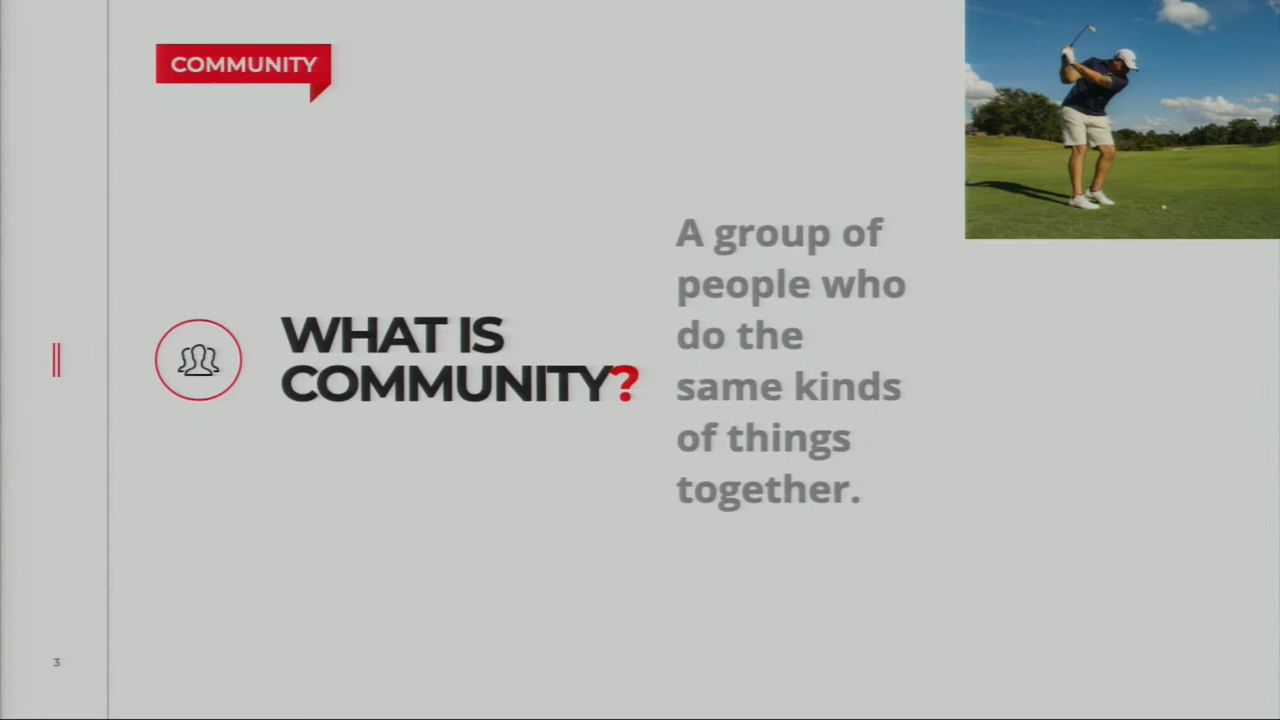 COMMUNITY
WHAT IS
COMMUNITY?
A group of
people who
do the
same kinds
of things
together.
3